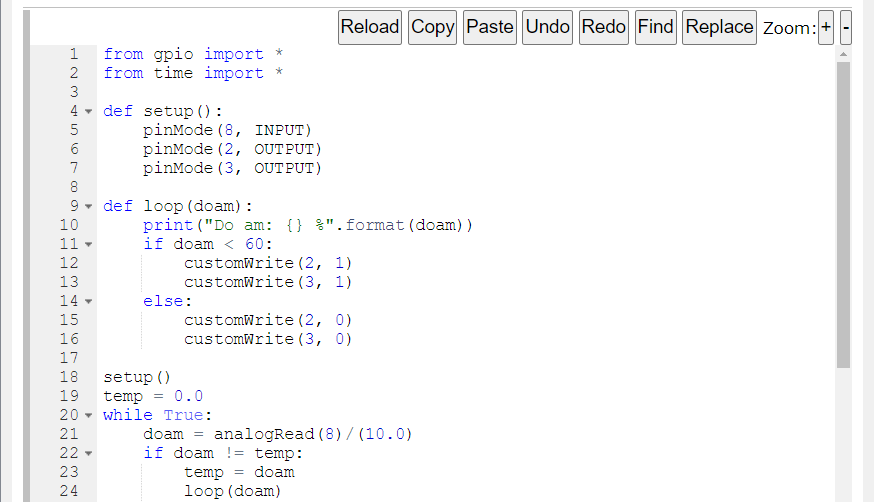 Reload Copy Paste Undo Redo Find Replace Zoom: + -
1 from gpio import *
2 from time import *
3
4 def setup():
5     pinMode(8, INPUT)
6     pinMode(2, OUTPUT)
7     pinMode(3, OUTPUT)
8
9 def loop(doam):
10     print("Do am: {} %".format(doam))
11     if doam < 60:
12         customWrite(2, 1)
13         customWrite(3, 1)
14     else:
15         customWrite(2, 0)
16         customWrite(3, 0)
17
18 setup()
19 temp = 0.0
20 while True:
21     doam = analogRead(8)/(10.0)
22     if doam != temp:
23         temp = doam
24         loop(doam)